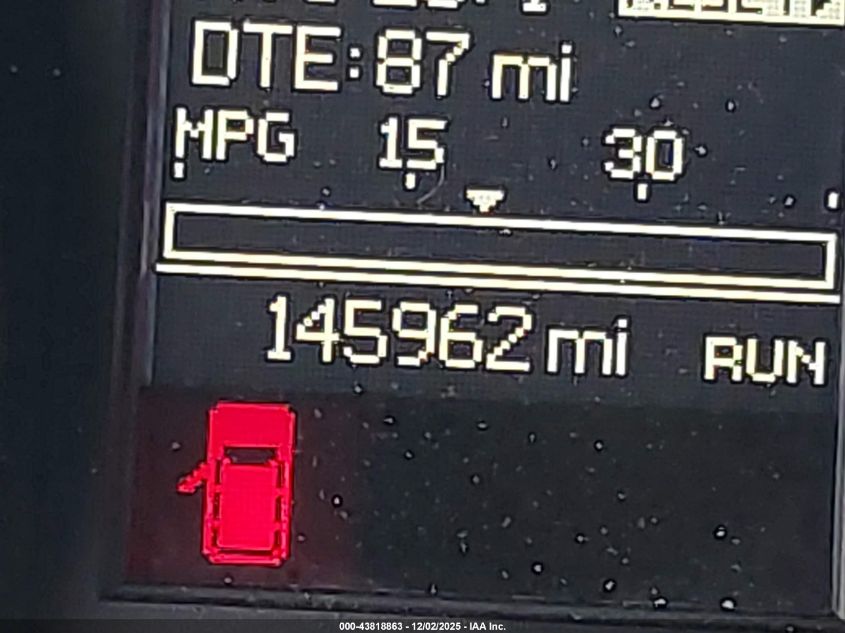 DTE:87 mi
MPG 15 30
145962 mi RUN
000-43818863 - 12/02/2025 - IAA Inc.